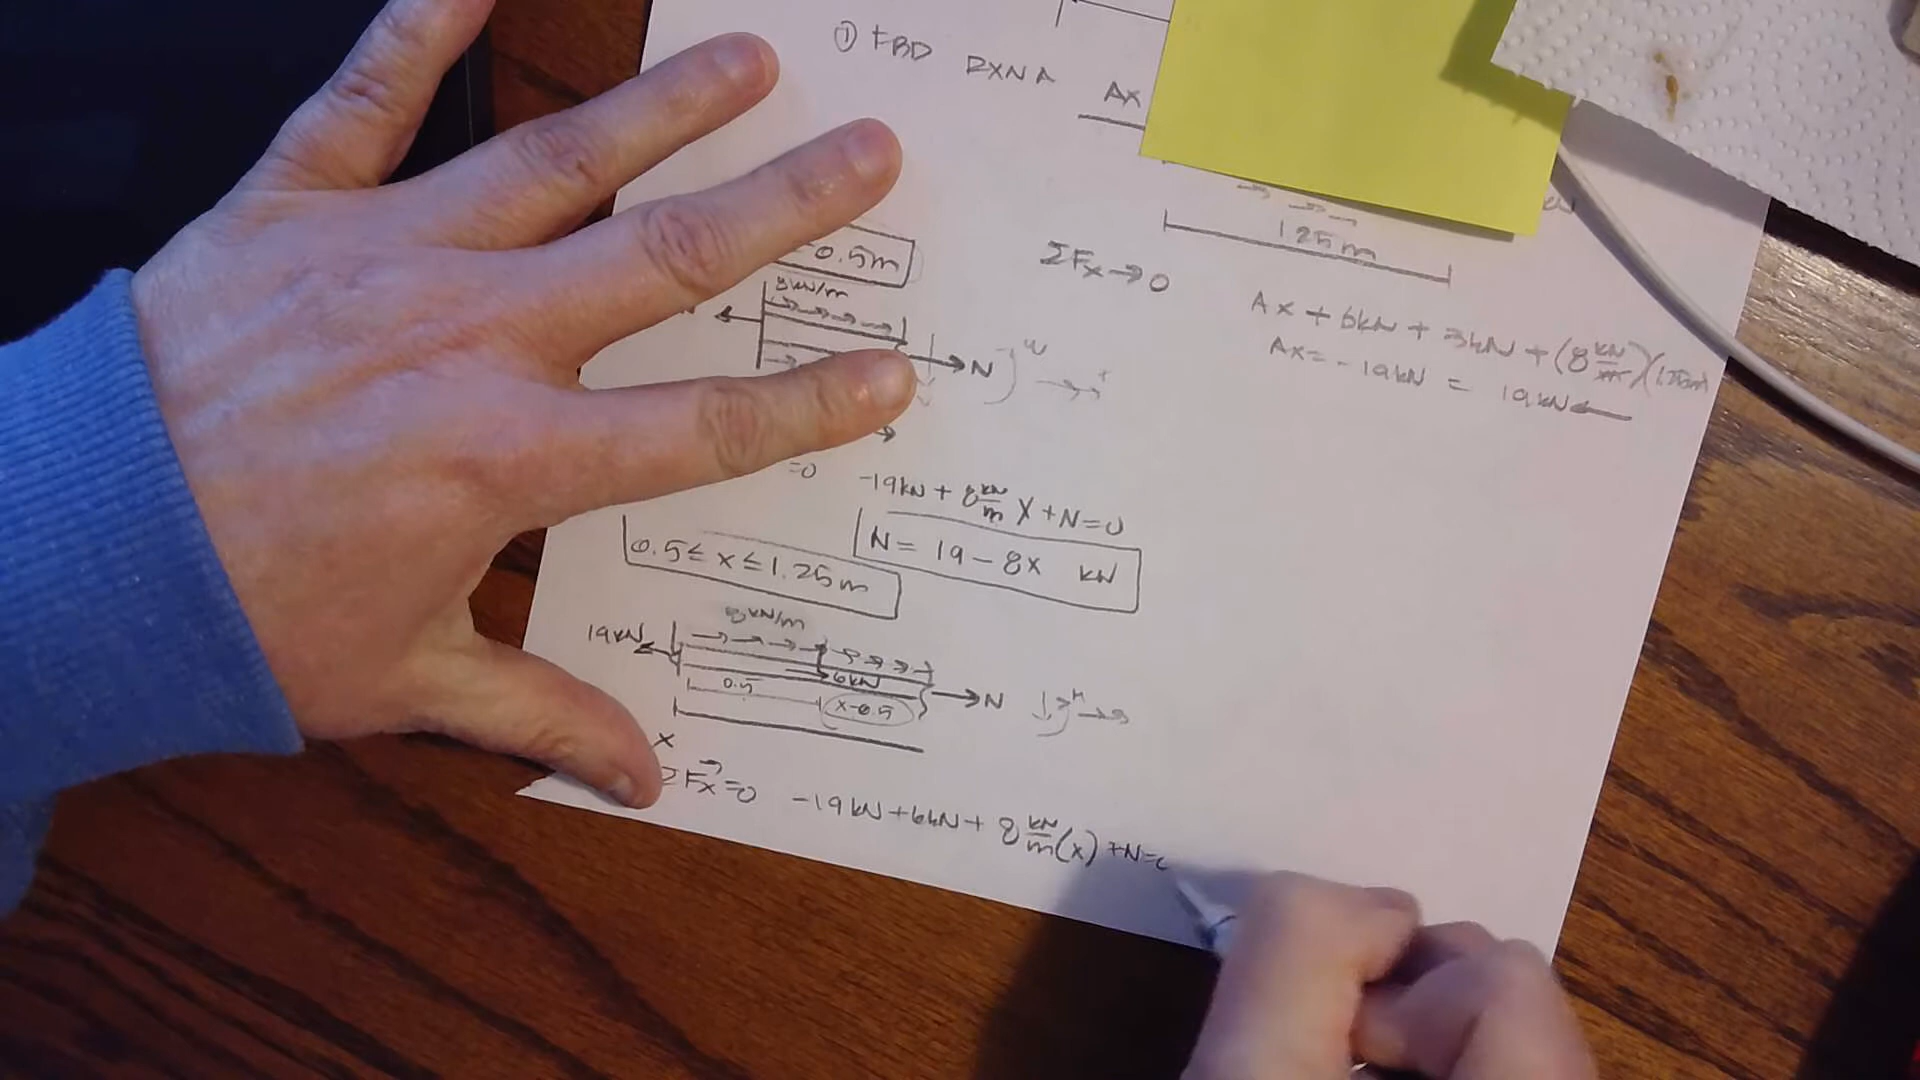 ① FBD RXN A
AX
1.25m
ΣFx → 0
AX + 6kN + 3kN + (8 kN/m)(1.25m)
AX = -19kN = 19kN ←
0.5m
8kN/m
N
-19kN + 8 kN/m X + N = 0
N = 19 - 8x kN
0.5 ≤ x ≤ 1.25m
8kN/m
19kN
6kN
0.5
x-0.5
N
M
x
ΣFx = 0 -19kN + 6kN + 8 kN/m (x) + N =